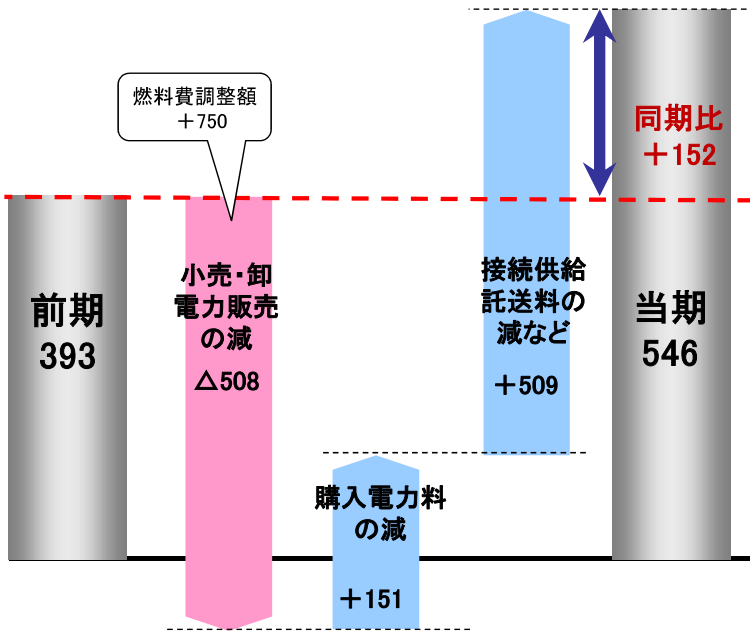 燃料費調整額
＋750
同期比
＋152
前期
393
小売・卸
電力販売
の減
△508
購入電力料
の減
＋151
接続供給
託送料の
減など
＋509
当期
546